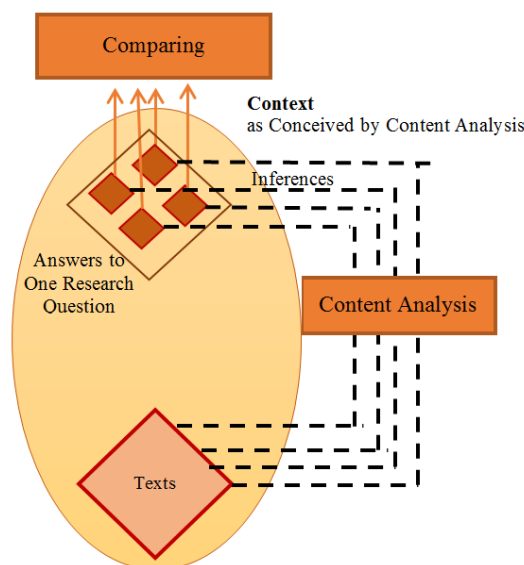 Comparing
Context
as Conceived by Content Analysis
Inferences
Answers to
One Research
Question
Content Analysis
Texts